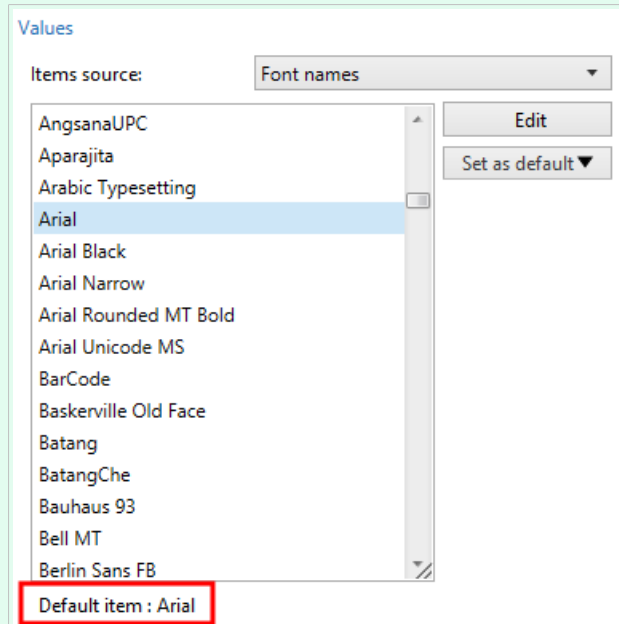 Values
Items source: Font names
AngsanaUPC
Edit
Aparajita
Set as default
Arabic Typesetting
Arial
Arial Black
Arial Narrow
Arial Rounded MT Bold
Arial Unicode MS
BarCode
Baskerville Old Face
Batang
BatangChe
Bauhaus 93
Bell MT
Berlin Sans FB
Default item : Arial